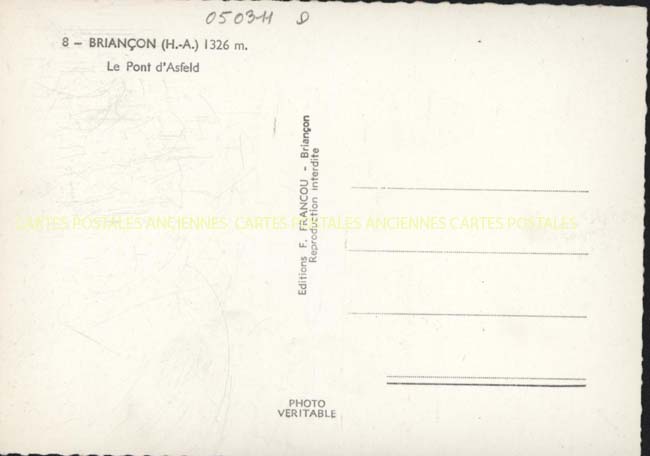 050311 D
8 – BRIANÇON (H.-A.) 1326 m.
Le Pont d'Asfeld
Editions F. FRANCOU - Briançon
Reproduction interdite
CARTES POSTALES ANCIENNES CARTES POSTALES ANCIENNES CARTES POSTALES
PHOTO
VERITABLE